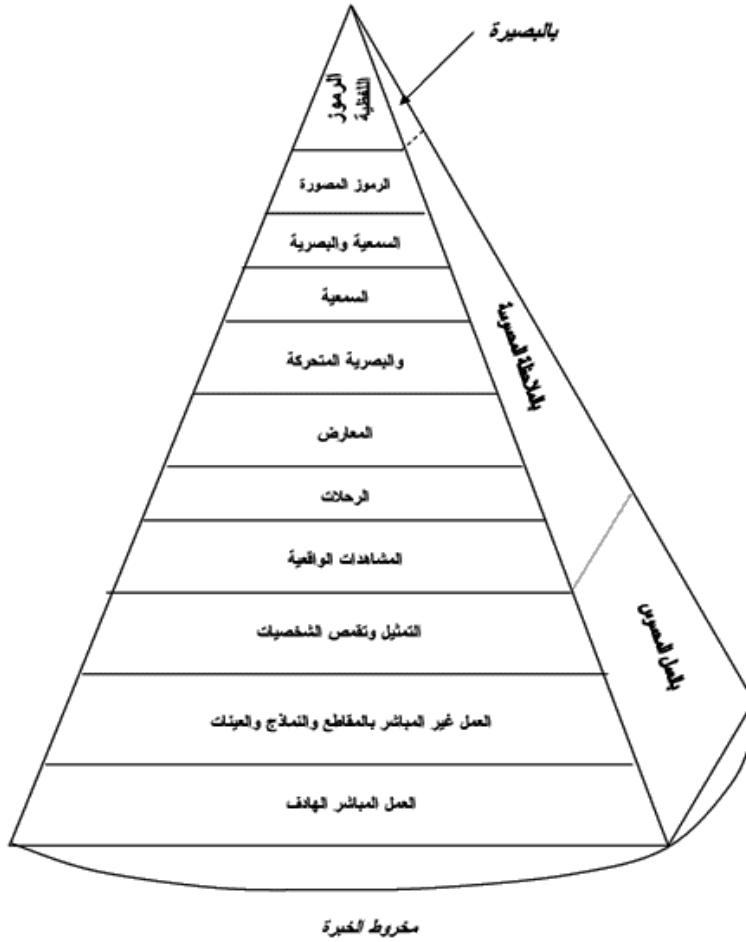 بالبصيرة
الرموز
اللفظية
الرموز المصورة
السمعية والبصرية
السمعية
والبصرية المتحركة
بالملاحظة المحسوسة
المعارض
الرحلات
المشاهدات الواقعية
التمثيل وتقمص الشخصيات
بالعمل المحسوس
العمل غير المباشر بالمقاطع والنماذج والعينات
العمل المباشر الهادف
مخروط الخبرة